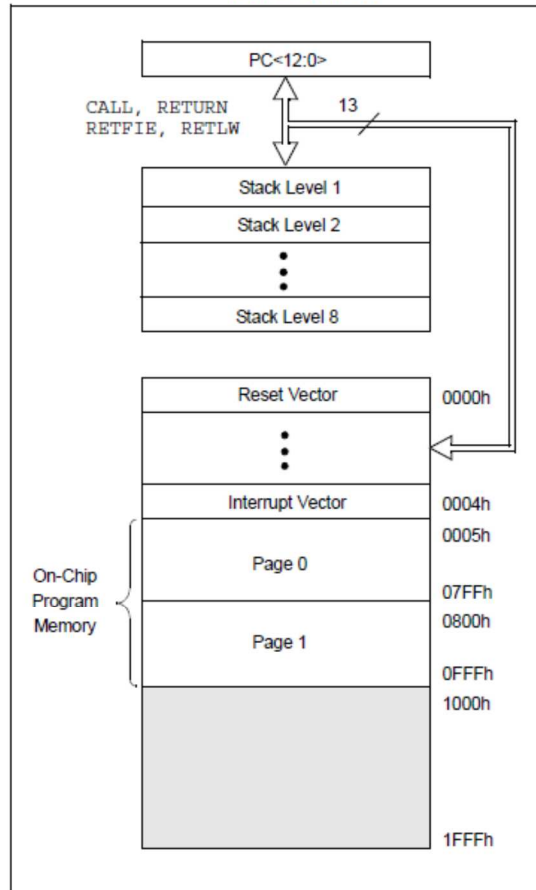 PC<12:0>
CALL, RETURN
RETFIE, RETLW
13
Stack Level 1
Stack Level 2
Stack Level 8
Reset Vector
0000h
Interrupt Vector
0004h
0005h
On-Chip
Program
Memory
Page 0
07FFh
0800h
Page 1
0FFFh
1000h
1FFFh